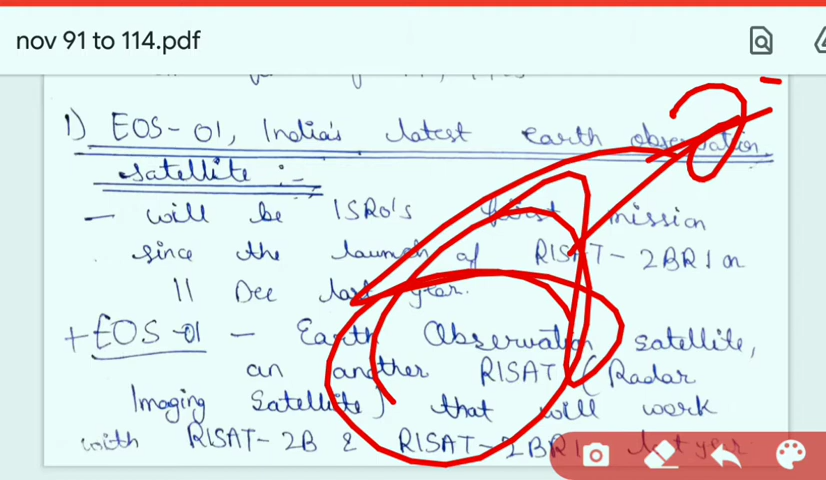 nov 91 to 114.pdf
1) EOS-01, India's latest earth observation
satellite :-
- will be ISRO's first mission
since the launch of RISAT-2BR1 on
11 Dec last year.
+ EOS-01 - Earth Observation satellite,
an another RISAT (Radar
Imaging Satellite) that will work
with RISAT-2B & RISAT-2BR1 last year